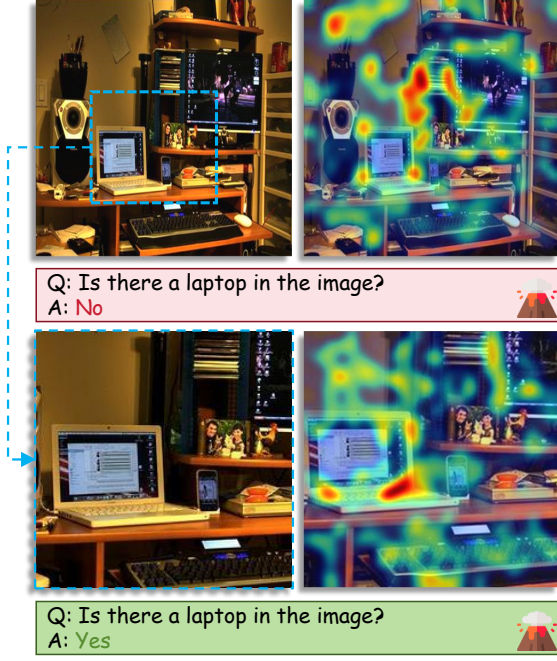 Q: Is there a laptop in the image?
A: No
Q: Is there a laptop in the image?
A: Yes